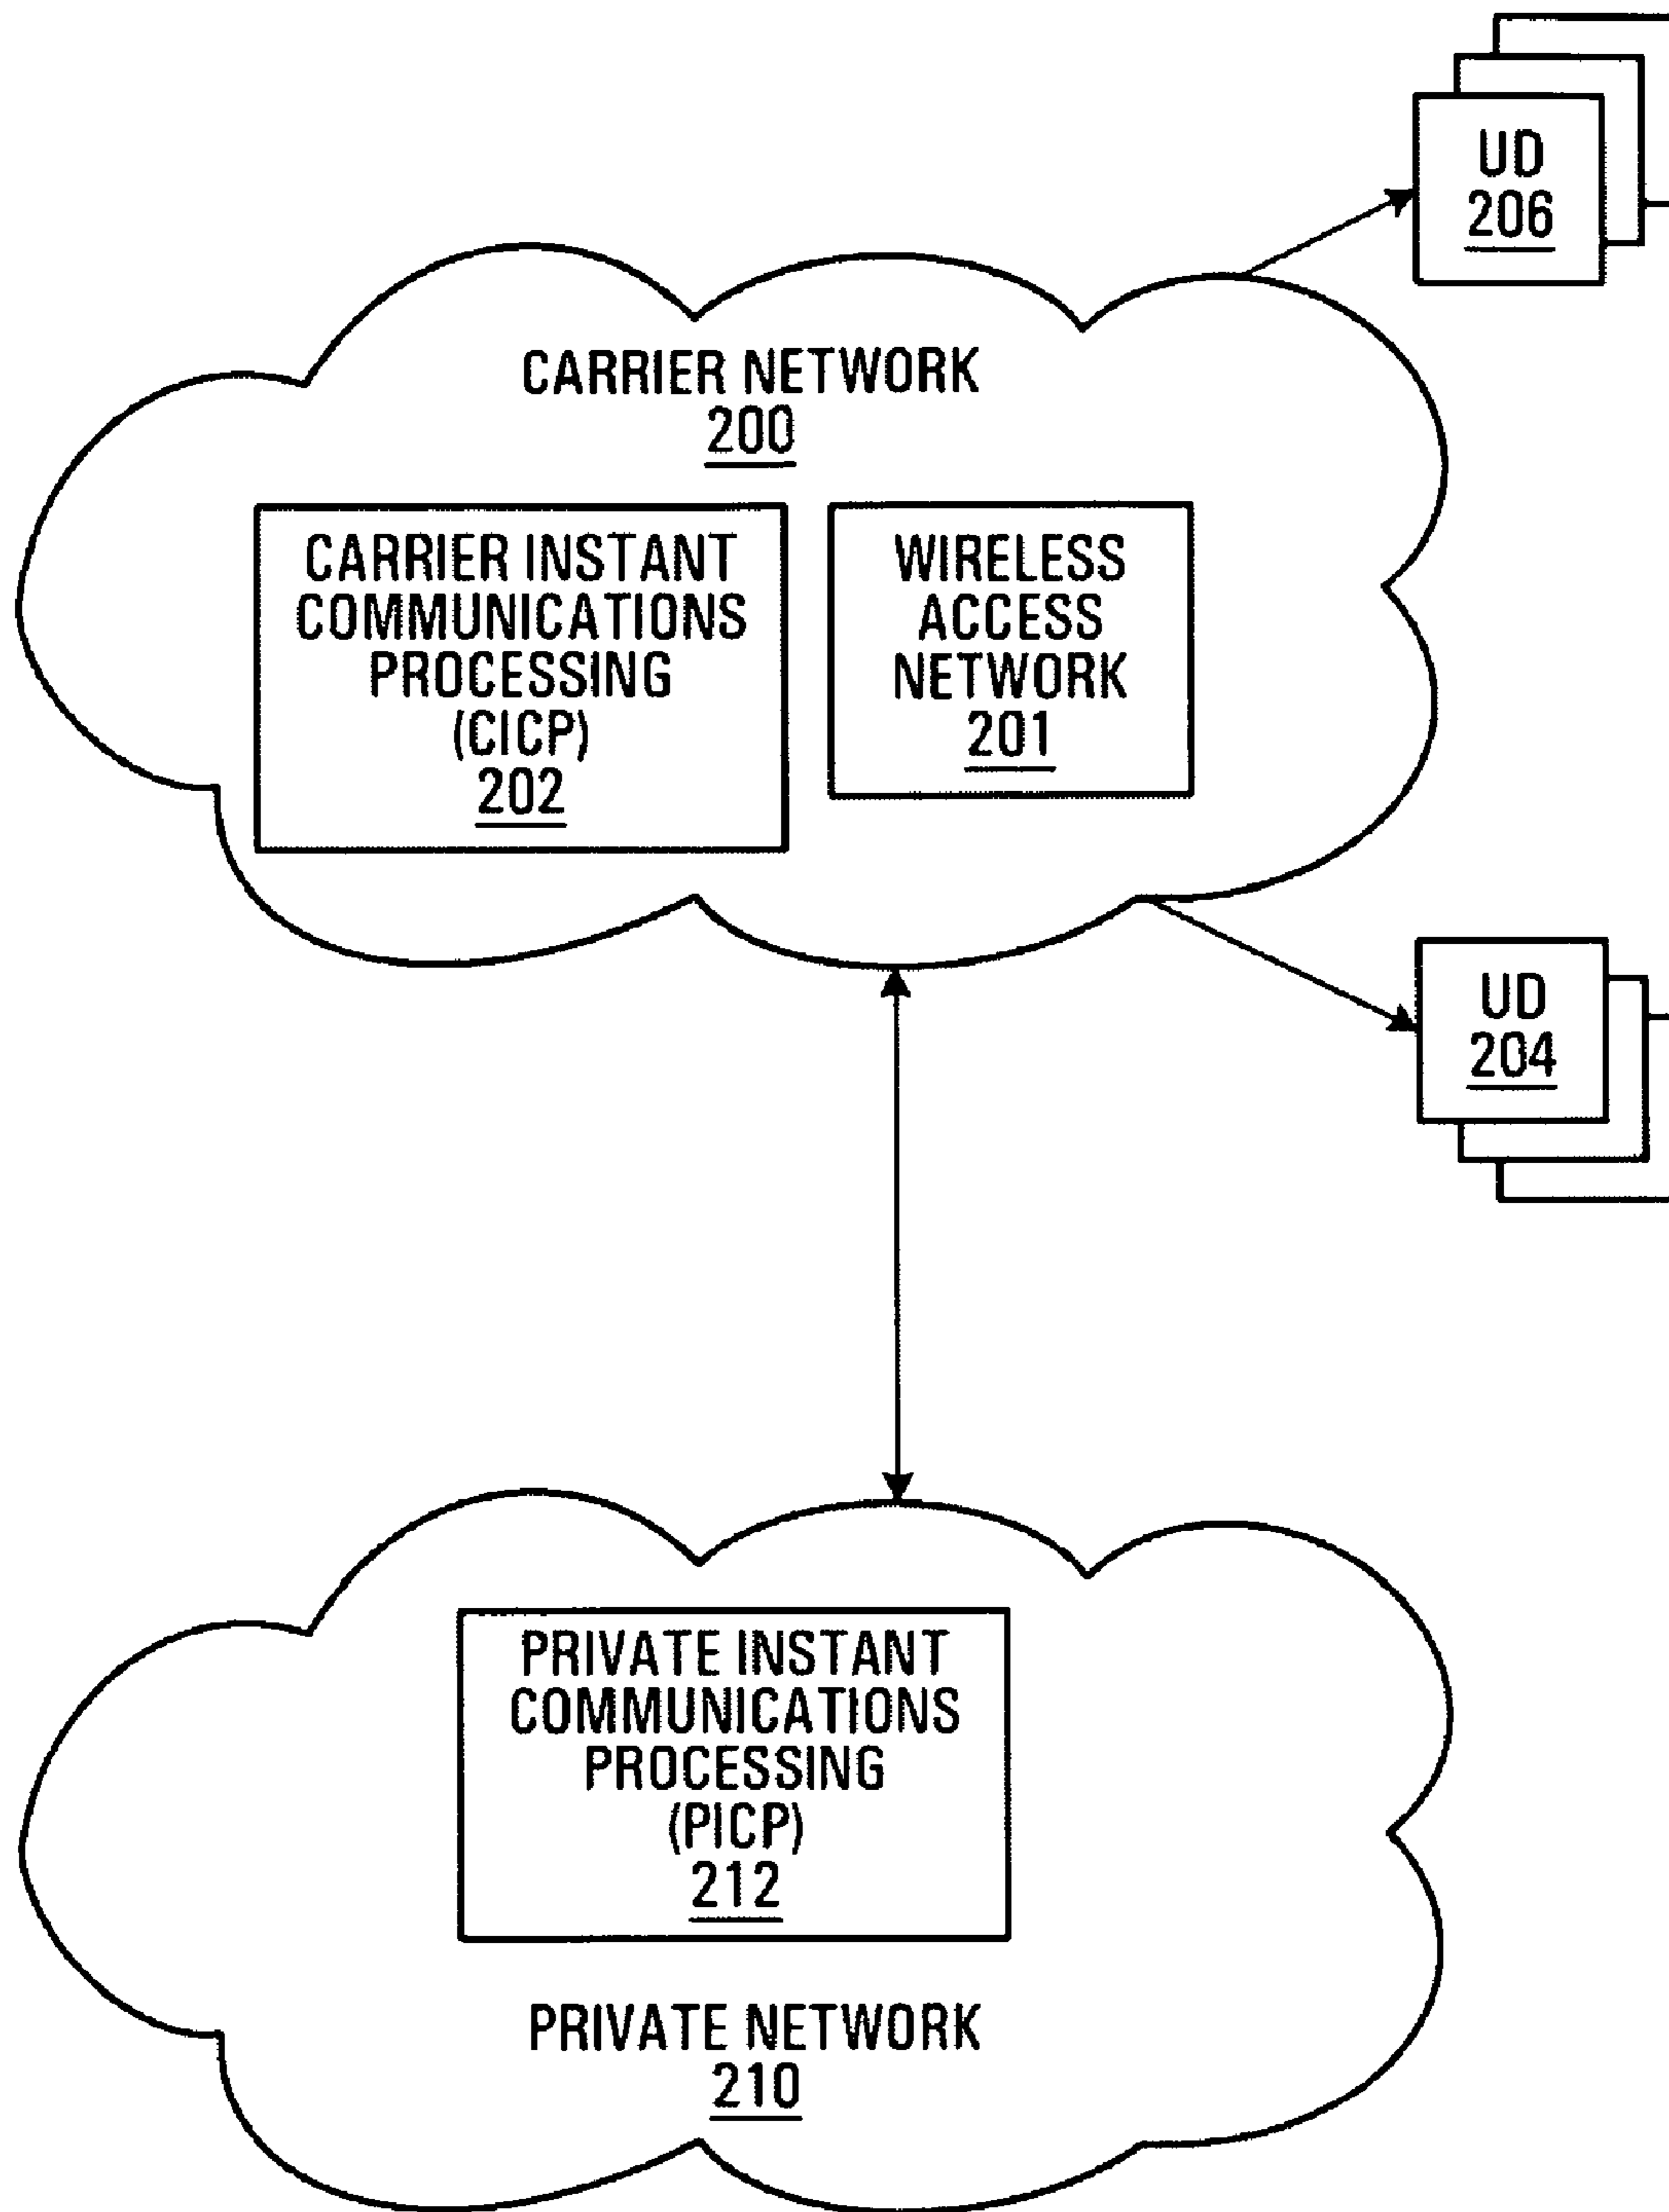 UD
206
CARRIER NETWORK
200
CARRIER INSTANT
COMMUNICATIONS
PROCESSING
(CICP)
202
WIRELESS
ACCESS
NETWORK
201
UD
204
PRIVATE INSTANT
COMMUNICATIONS
PROCESSING
(PICP)
212
PRIVATE NETWORK
210